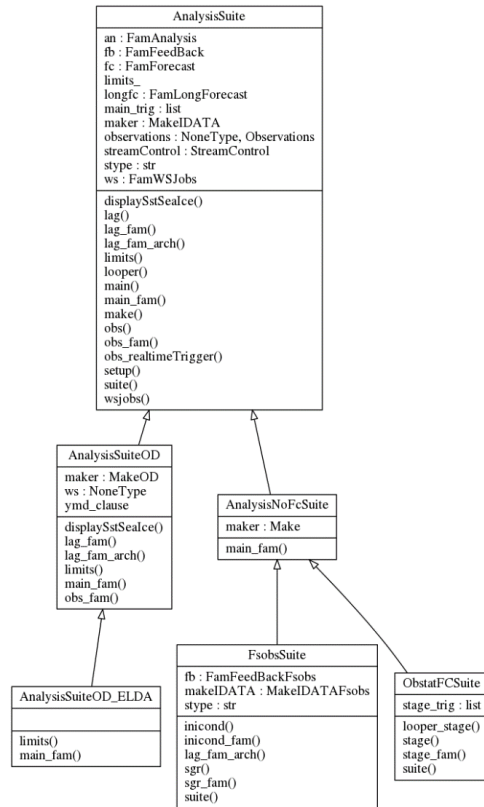 AnalysisSuite
an : FamAnalysis
fb : FamFeedBack
fc : FamForecast
limits_
longfc : FamLongForecast
main_trig : list
maker : MakeIDATA
observations : NoneType, Observations
streamControl : StreamControl
stype : str
ws : FamWSJobs
displaySstSeaIce()
lag()
lag_fam()
lag_fam_arch()
limits()
looper()
main()
main_fam()
make()
obs()
obs_fam()
obs_realtimeTrigger()
setup()
suite()
wsjobs()
AnalysisSuiteOD
maker : MakeOD
ws : NoneType
ymd_clause
displaySstSeaIce()
lag_fam()
lag_fam_arch()
limits()
main_fam()
obs_fam()
AnalysisNoFcSuite
maker : Make
main_fam()
AnalysisSuiteOD_ELDA
limits()
main_fam()
FsobsSuite
fb : FamFeedBackFsobs
makeIDATA : MakeIDATAFsobs
stype : str
inicond()
inicond_fam()
lag_fam_arch()
sgr()
sgr_fam()
suite()
ObstatFCSuite
stage_trig : list
looper_stage()
stage()
stage_fam()
suite()